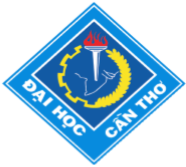 ĐẠI HỌC
CẦN THƠ